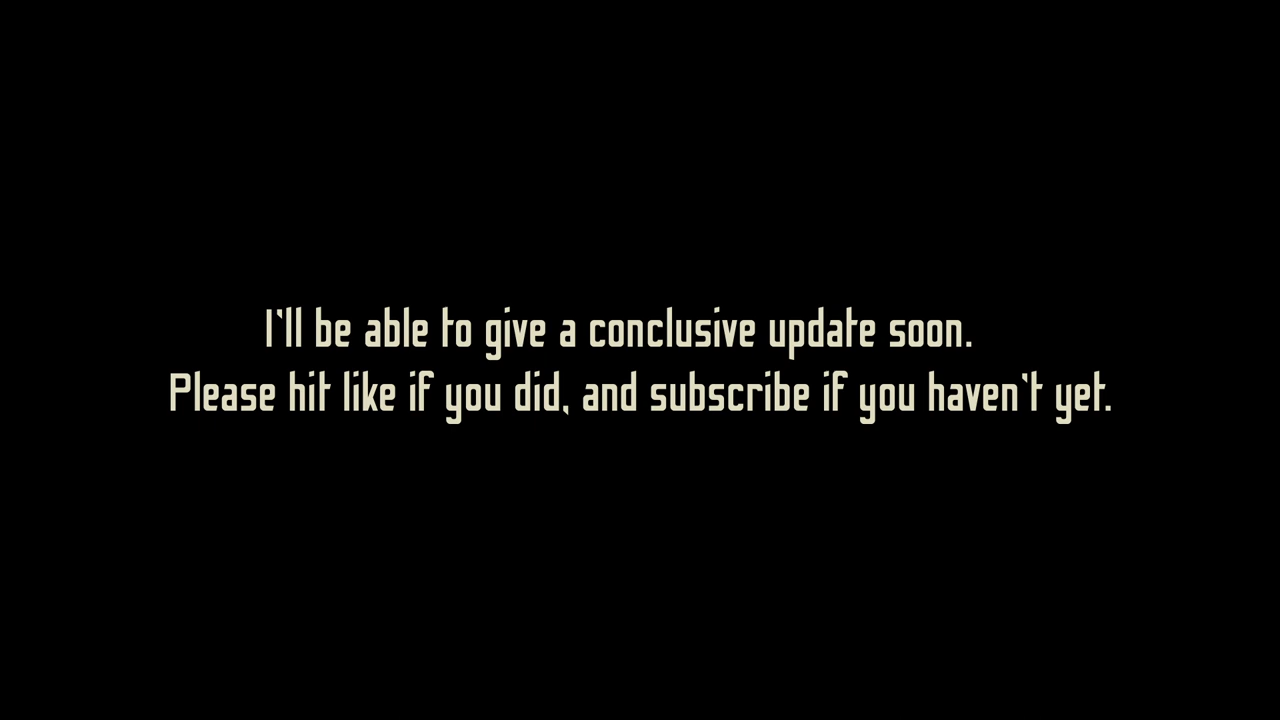 I'll be able to give a conclusive update soon.
Please hit like if you did, and subscribe if you haven't yet.